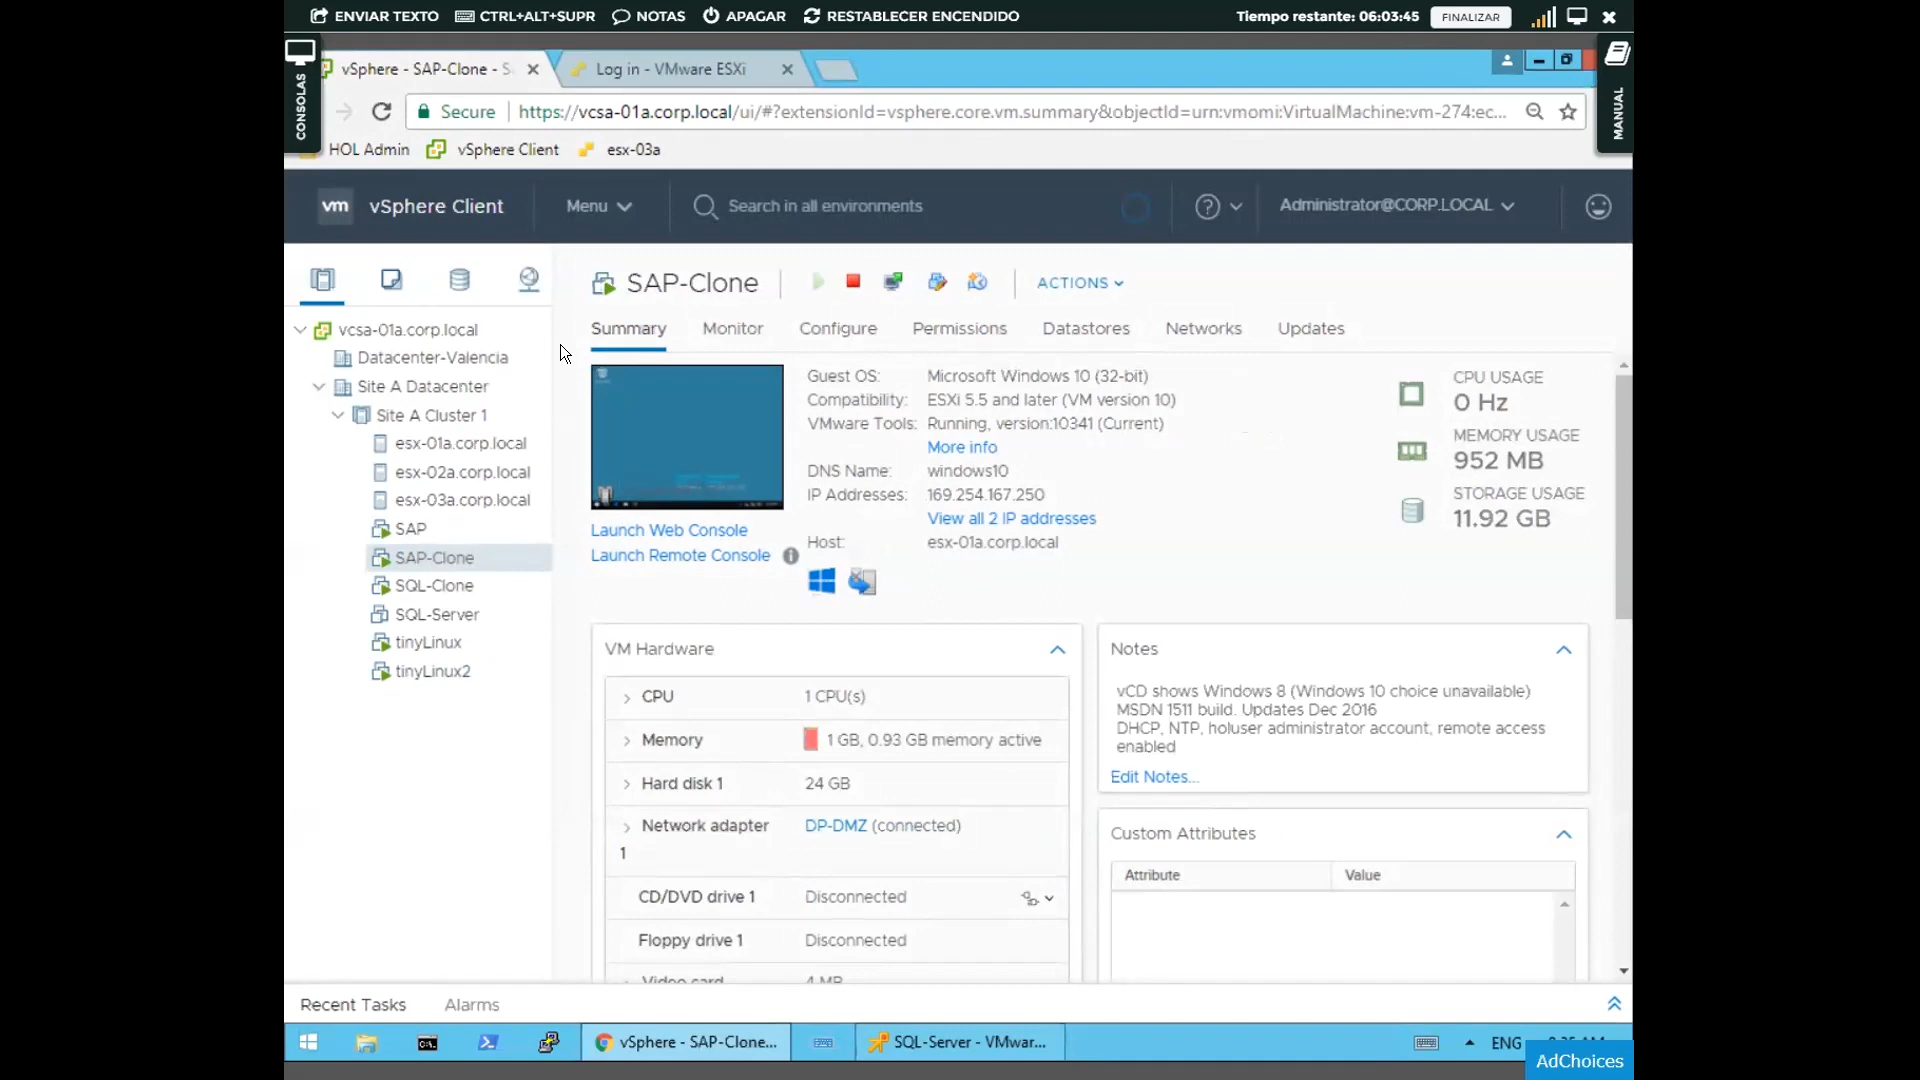 ENVIAR TEXTO CTRL+ALT+SUPR NOTAS APAGAR RESTABLECER ENCENDIDO Tiempo restante: 06:03:45 FINALIZAR
vSphere - SAP-Clone - S Log in - VMware ESXi
CONSOLAS
MANUAL
Secure https://vcsa-01a.corp.local/ui/#?extensionId=vsphere.core.vm.summary&objectId=urn:vmomi:VirtualMachine:vm-274:ec...
HOL Admin vSphere Client esx-03a
vm vSphere Client Menu Search in all environments Administrator@CORP.LOCAL
vcsa-01a.corp.local
Datacenter-Valencia
Site A Datacenter
Site A Cluster 1
esx-01a.corp.local
esx-02a.corp.local
esx-03a.corp.local
SAP
SAP-Clone
SQL-Clone
SQL-Server
tinyLinux
tinyLinux2
SAP-Clone ACTIONS
Summary Monitor Configure Permissions Datastores Networks Updates
Guest OS: Microsoft Windows 10 (32-bit)
Compatibility: ESXi 5.5 and later (VM version 10)
VMware Tools: Running, version:10341 (Current)
More info
DNS Name: windows10
IP Addresses: 169.254.167.250
View all 2 IP addresses
Host: esx-01a.corp.local
Launch Web Console
Launch Remote Console
CPU USAGE
0 Hz
MEMORY USAGE
952 MB
STORAGE USAGE
11.92 GB
VM Hardware
CPU 1 CPU(s)
Memory 1 GB, 0.93 GB memory active
Hard disk 1 24 GB
Network adapter DP-DMZ (connected)
1
CD/DVD drive 1 Disconnected
Floppy drive 1 Disconnected
Video card 4 MB
Notes
vCD shows Windows 8 (Windows 10 choice unavailable)
MSDN 1511 build. Updates Dec 2016
DHCP, NTP, holuser administrator account, remote access
enabled
Edit Notes...
Custom Attributes
Attribute Value
Recent Tasks Alarms
vSphere - SAP-Clone... SQL-Server - VMwar... ENG
AdChoices